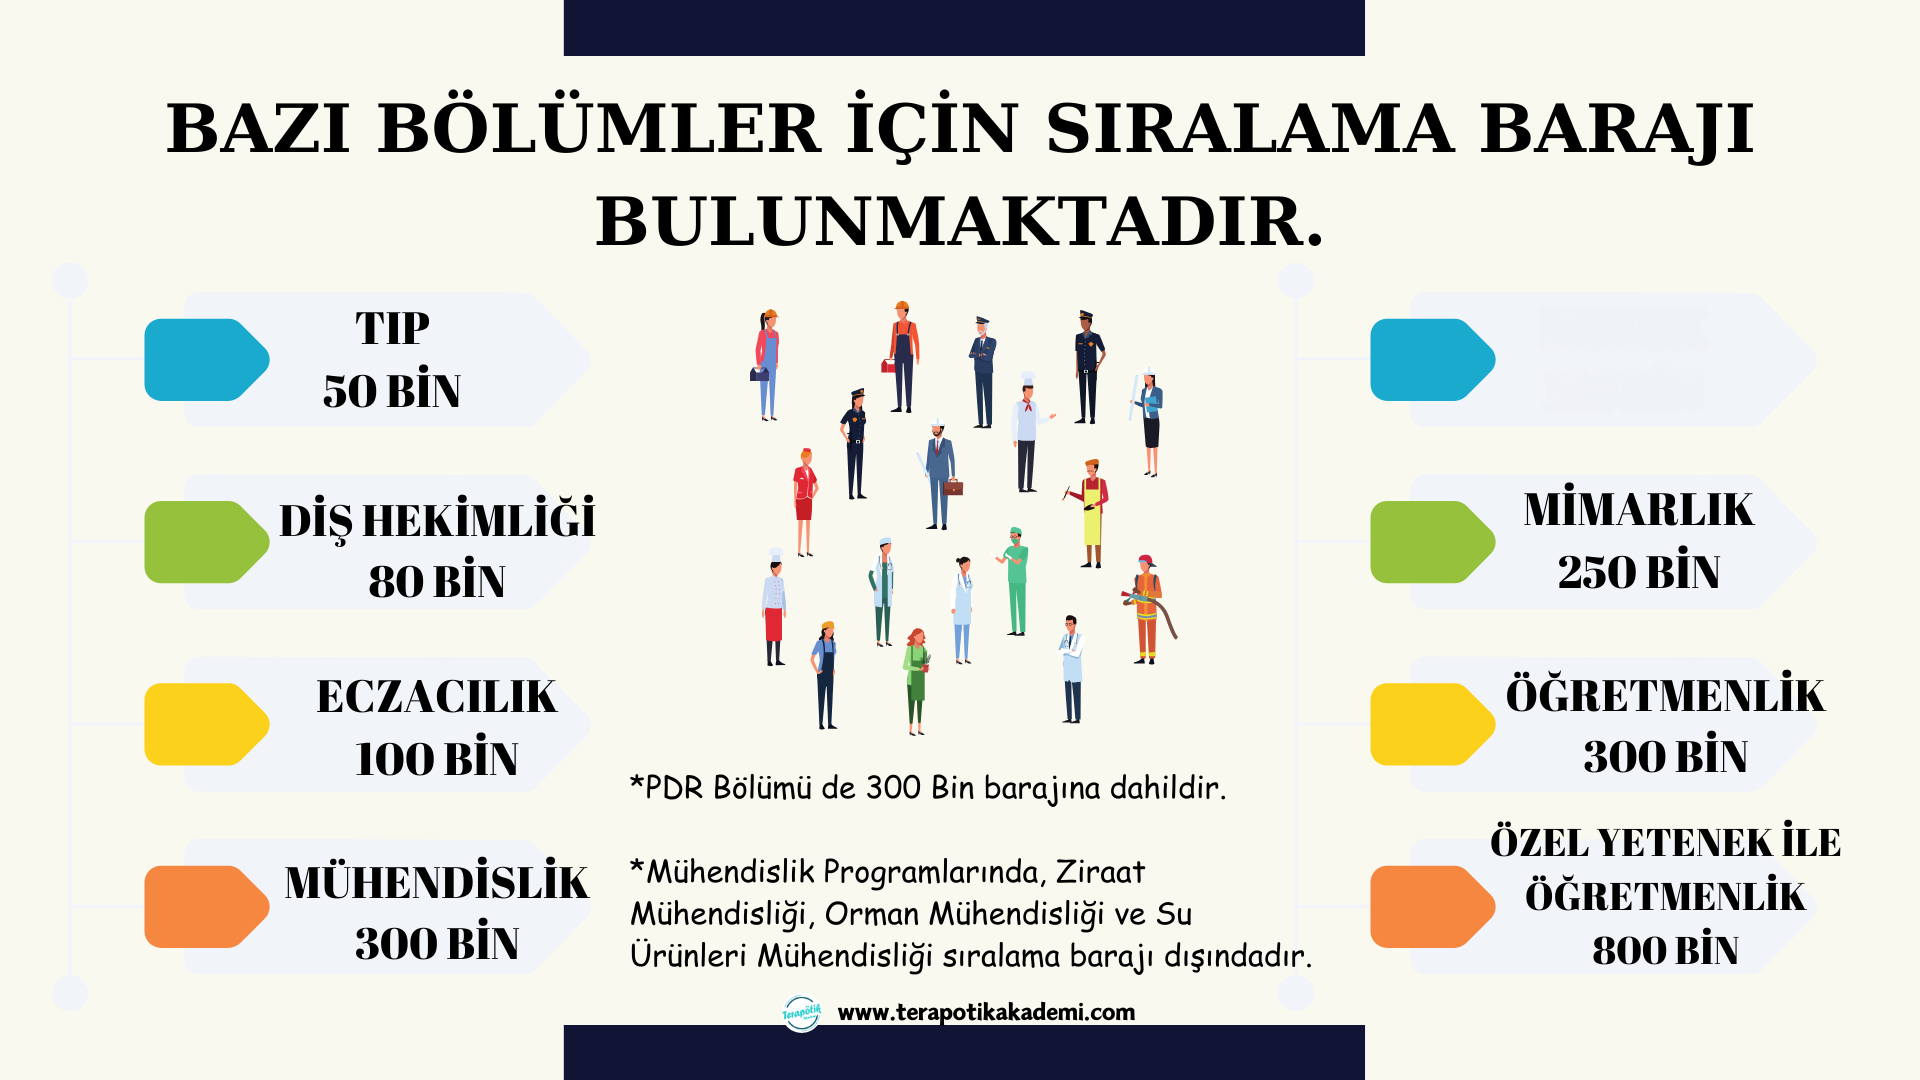 BAZI BÖLÜMLER İÇİN SIRALAMA BARAJI
BULUNMAKTADIR.
TIP
50 BİN
DİŞ HEKİMLİĞİ
80 BİN
ECZACILIK
100 BİN
MÜHENDİSLİK
300 BİN
*PDR Bölümü de 300 Bin barajına dahildir.
*Mühendislik Programlarında, Ziraat
Mühendisliği, Orman Mühendisliği ve Su
Ürünleri Mühendisliği sıralama barajı dışındadır.
MİMARLIK
250 BİN
ÖĞRETMENLİK
300 BİN
ÖZEL YETENEK İLE
ÖĞRETMENLİK
800 BİN
Terapötik
www.terapotikakademi.com